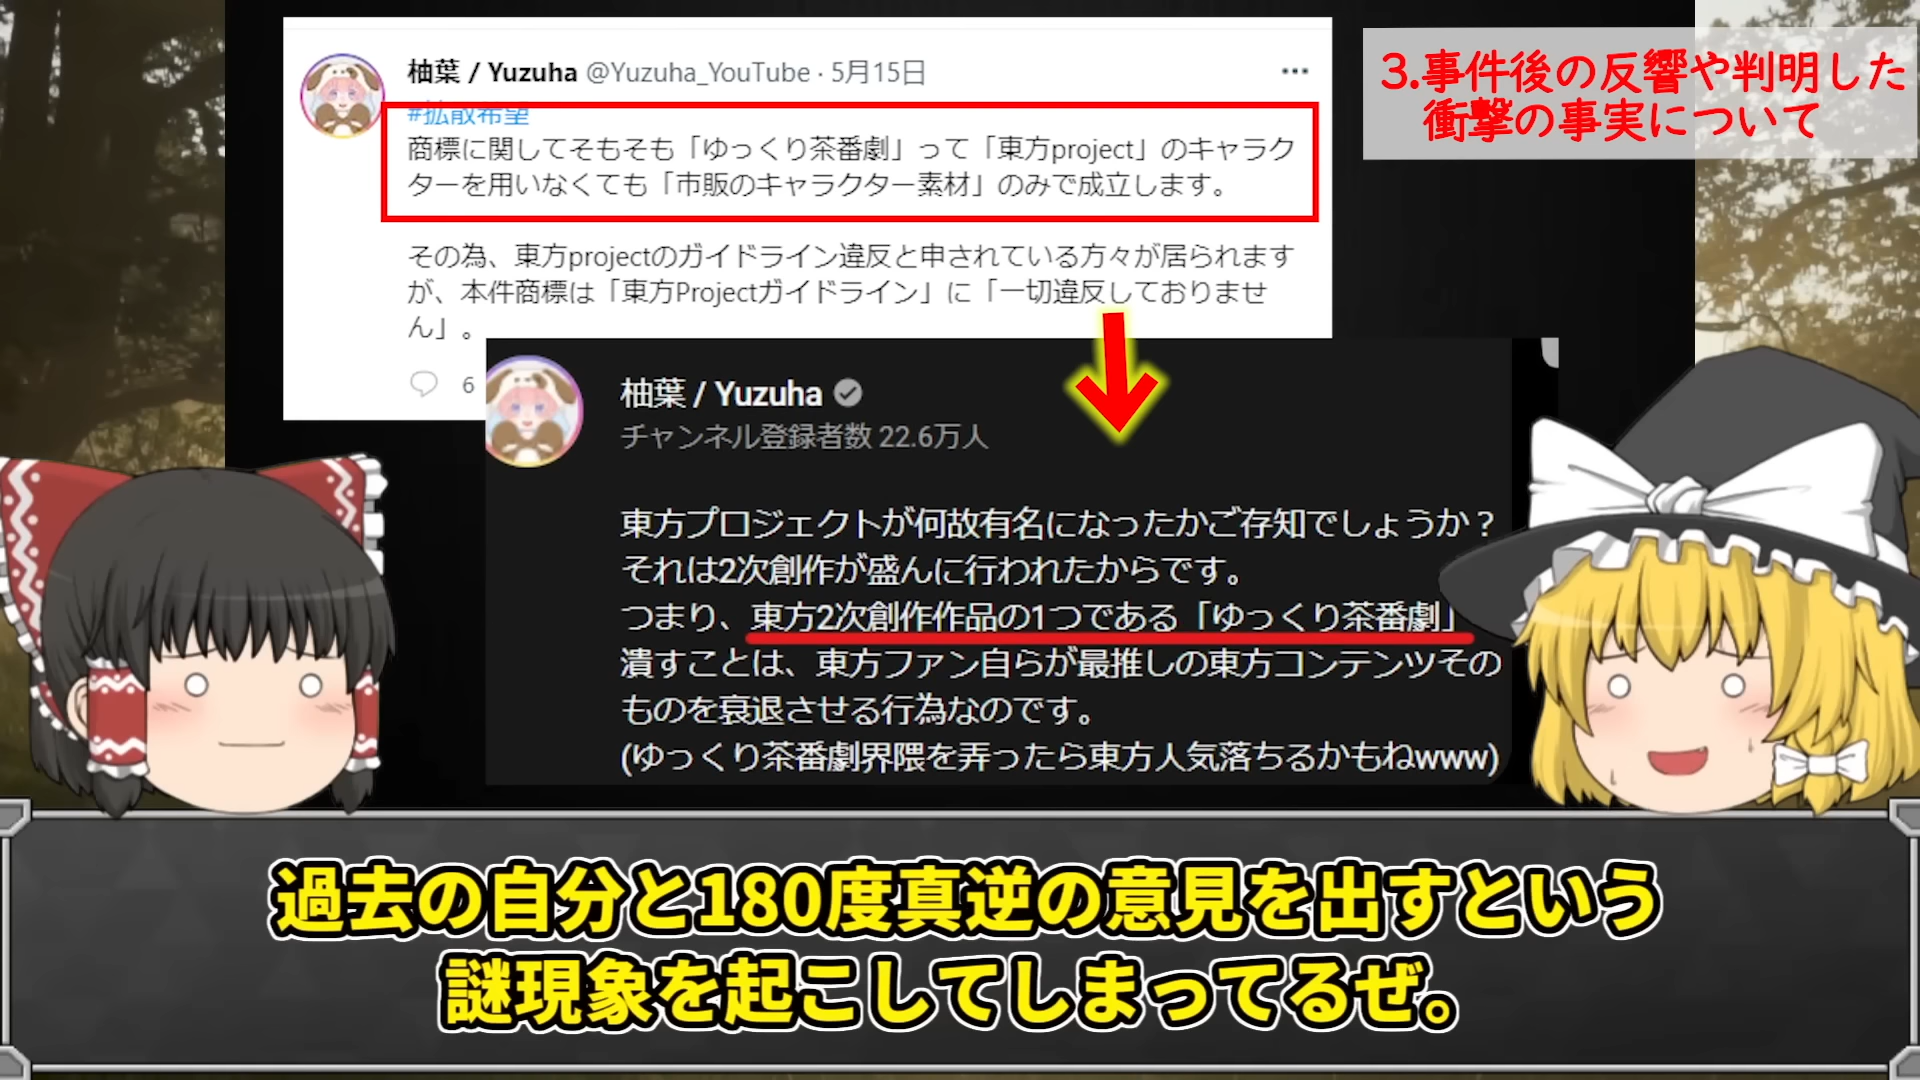 柚葉 / Yuzuha @Yuzuha_YouTube · 5月15日
#拡散希望
商標に関してそもそも「ゆっくり茶番劇」って「東方project」のキャラク
ターを用いなくても「市販のキャラクター素材」のみで成立します。
その為、東方projectのガイドライン違反と申されている方々が居られます
が、本件商標は「東方Projectガイドライン」に「一切違反しておりませ
ん」。
6
3.事件後の反響や判明した
衝撃の事実について
柚葉 / Yuzuha
チャンネル登録者数 22.6万人
東方プロジェクトが何故有名になったかご存知でしょうか？
それは2次創作が盛んに行われたからです。
つまり、東方2次創作作品の1つである「ゆっくり茶番劇」
潰すことは、東方ファン自らが最推しの東方コンテンツその
ものを衰退させる行為なのです。
(ゆっくり茶番劇界隈を弄ったら東方人気落ちるかもねwww)
過去の自分と180度真逆の意見を出すという
謎現象を起こしてしまってるぜ。